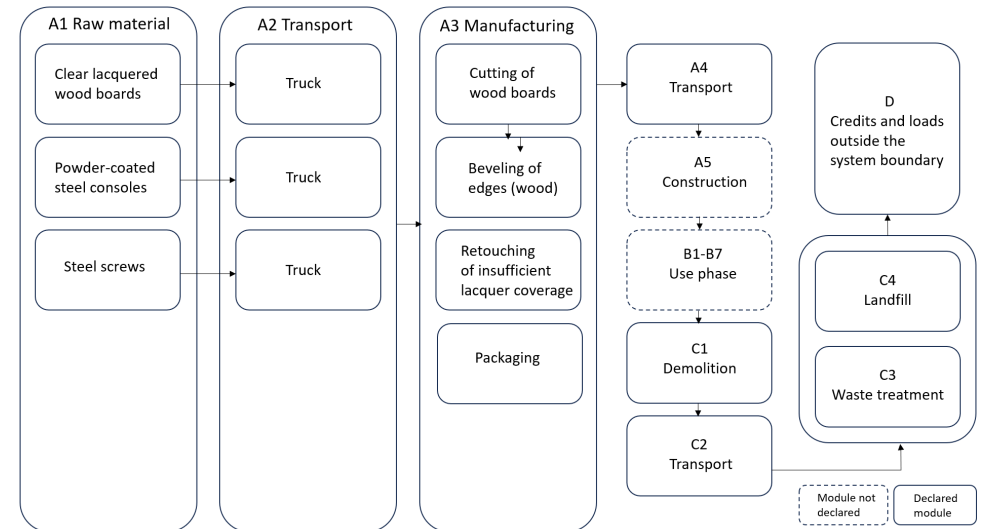 A1 Raw material
Clear lacquered
wood boards
Powder-coated
steel consoles
Steel screws
A2 Transport
Truck
Truck
Truck
A3 Manufacturing
Cutting of
wood boards
Beveling of
edges (wood)
Retouching
of insufficient
lacquer coverage
Packaging
A4
Transport
A5
Construction
B1-B7
Use phase
C1
Demolition
C2
Transport
D
Credits and loads
outside the
system boundary
C4
Landfill
C3
Waste treatment
Module not
declared
Declared
module